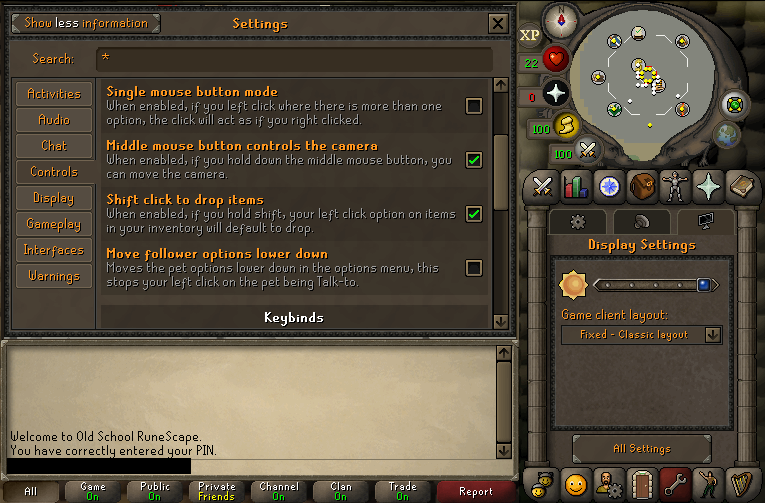 Show less information
Settings
Search:
*
Activities
Audio
Chat
Controls
Display
Gameplay
Interfaces
Warnings
Single mouse button mode
When enabled, if you left click where there is more than one
option, the click will act as if you right clicked.
Middle mouse button controls the camera
When enabled, if you hold down the middle mouse button, you
can move the camera.
Shift click to drop items
When enabled, if you hold shift, your left click option on items
in your inventory will default to drop.
Move follower options lower down
Moves the pet options lower down in the options menu, this
stops your left click on the pet being Talk-to.
Keybinds
XP
22
0
100
100
Display Settings
Game client layout:
Fixed - Classic layout
All Settings
Welcome to Old School RuneScape.
You have correctly entered your PIN.
All
Game
On
Public
On
Private
Friends
Channel
On
Clan
On
Trade
On
Report